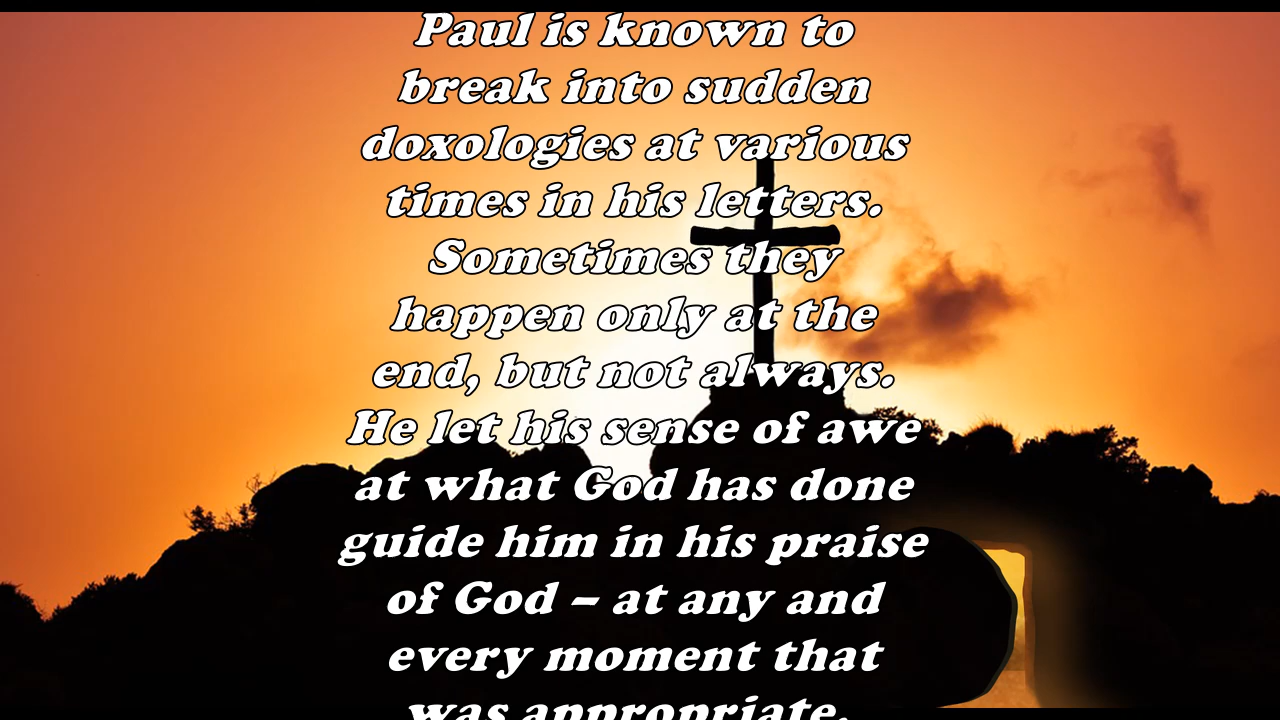 Paul is known to
break into sudden
doxologies at various
times in his letters.
Sometimes they
happen only at the
end, but not always.
He let his sense of awe
at what God has done
guide him in his praise
of God – at any and
every moment that
was appropriate.